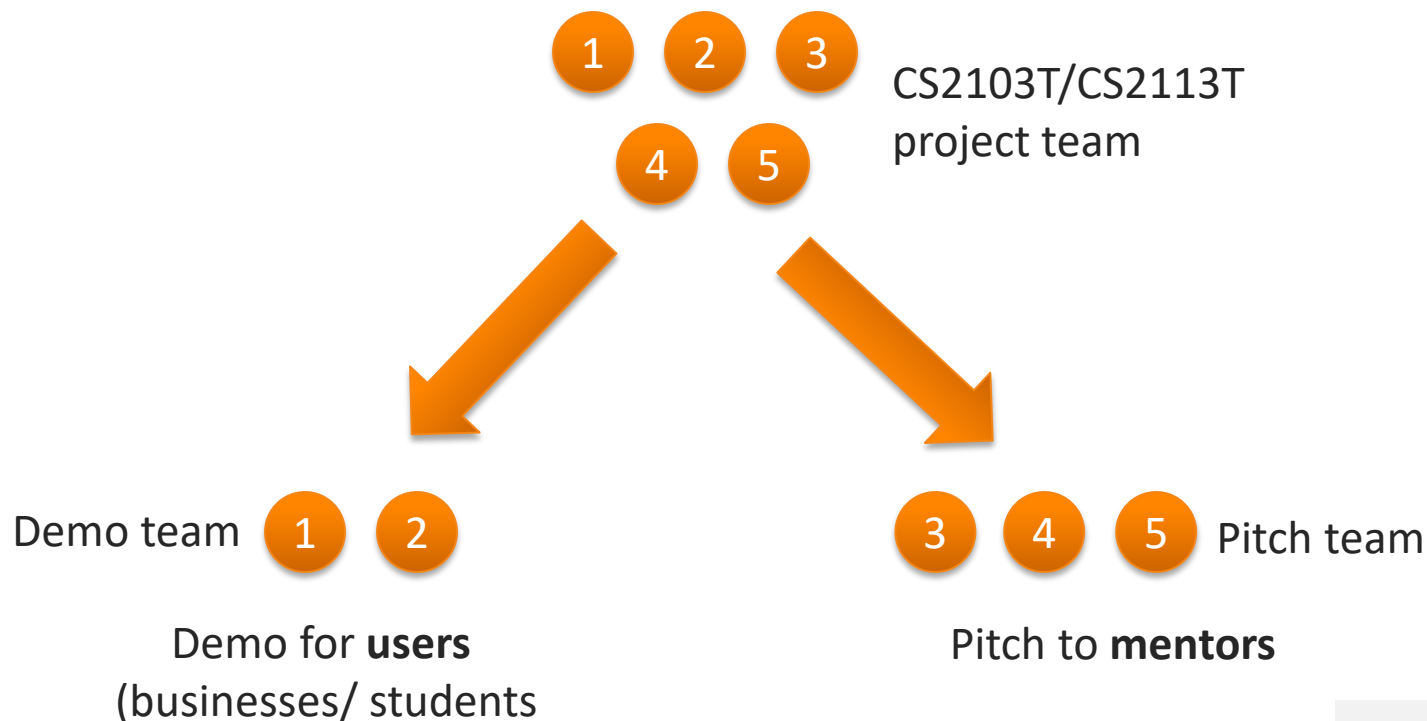 1 2 3
CS2103T/CS2113T
project team
4 5
Demo team 1 2
3 4 5 Pitch team
Demo for users
(businesses/ students
Pitch to mentors